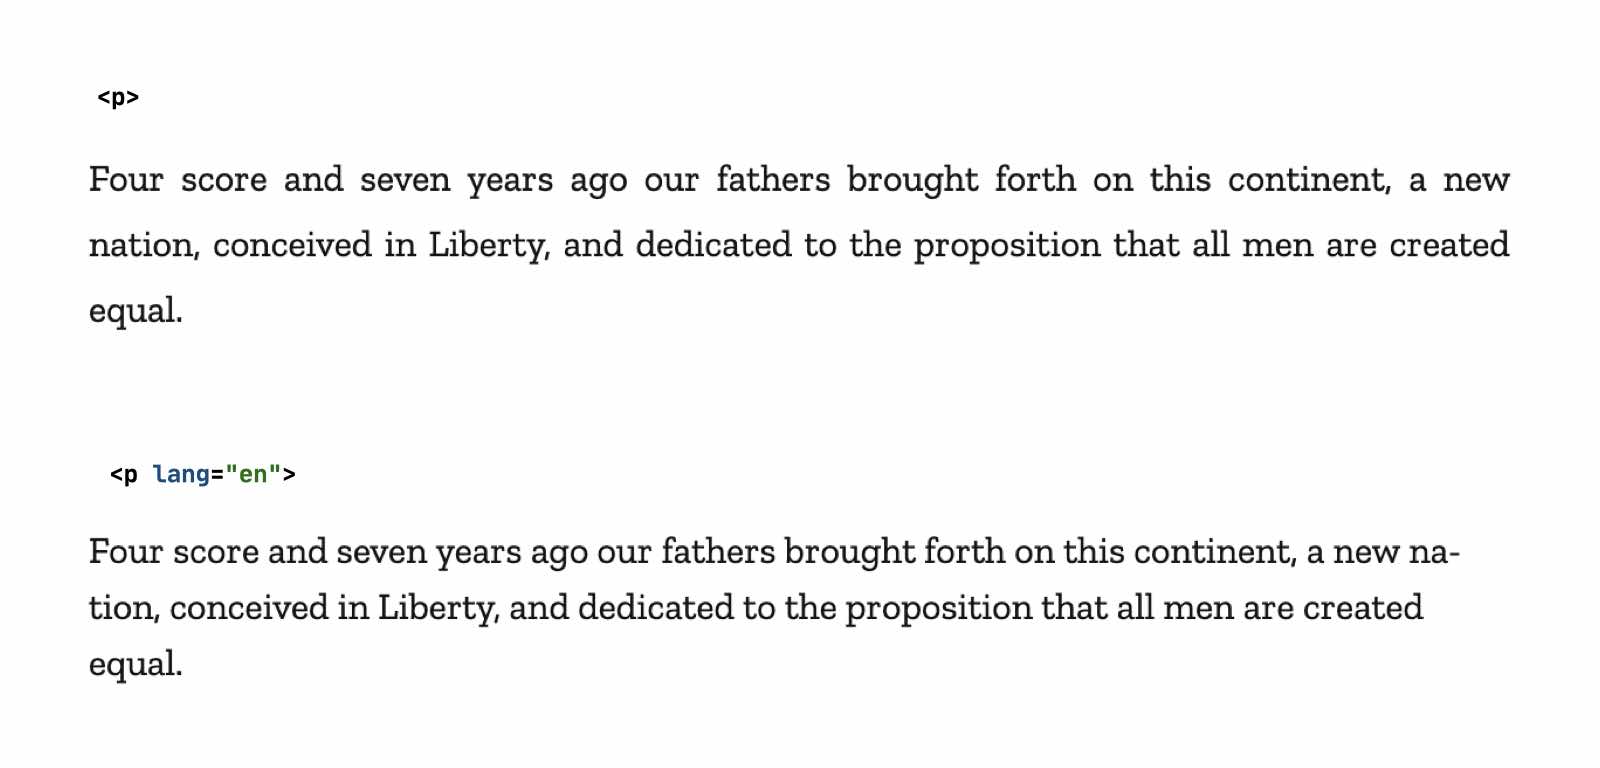 <p>
Four score and seven years ago our fathers brought forth on this continent, a new
nation, conceived in Liberty, and dedicated to the proposition that all men are created
equal.
<p lang="en">
Four score and seven years ago our fathers brought forth on this continent, a new na-
tion, conceived in Liberty, and dedicated to the proposition that all men are created
equal.